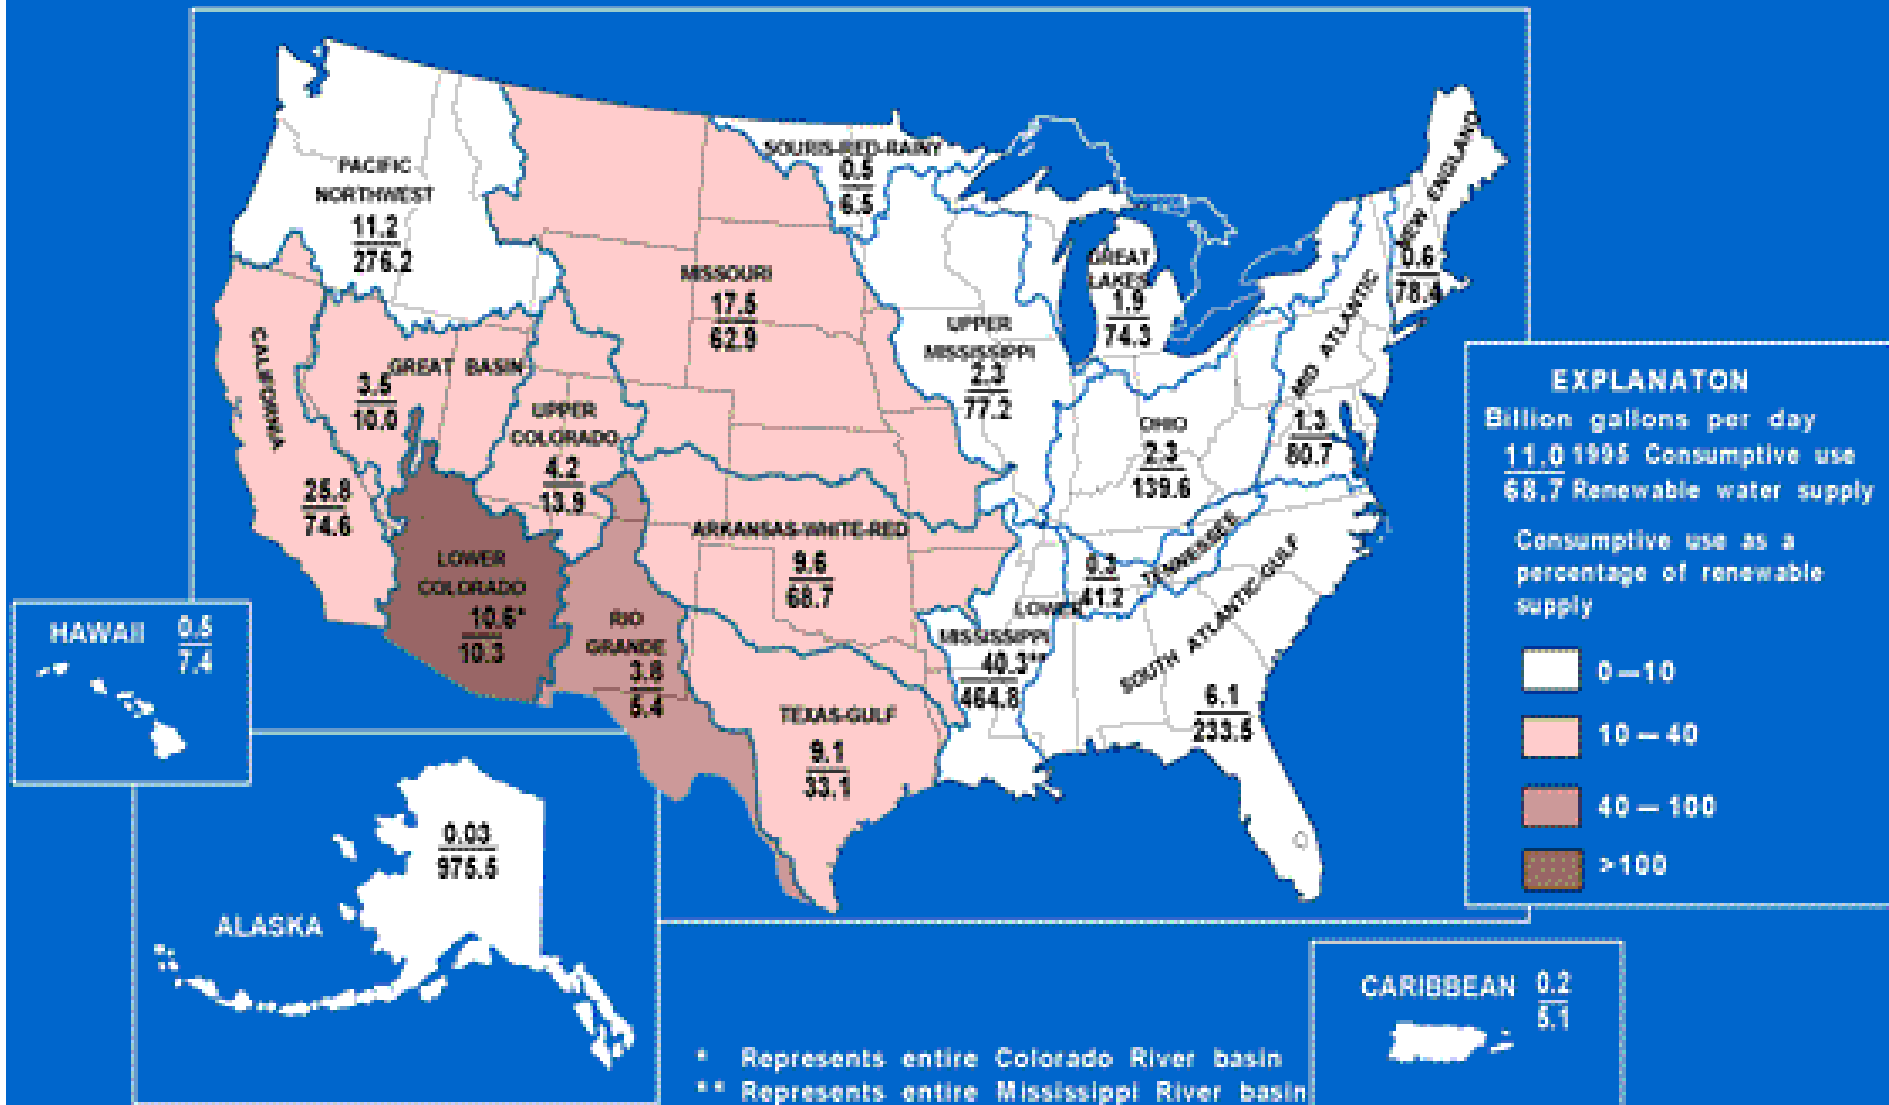 PACIFIC
NORTHWEST
11.2
276.2
SOURIS-RED-RAINY
0.5
6.5
NEW ENGLAND
0.6
78.4
MISSOURI
17.5
62.9
GREAT
LAKES
1.9
74.3
UPPER
MISSISSIPPI
2.3
77.2
MID ATLANTIC
1.3
80.7
CALIFORNIA
25.8
74.6
GREAT BASIN
3.5
10.0
UPPER
COLORADO
4.2
13.9
OHIO
2.3
139.6
EXPLANATON
Billion gallons per day
11.0 1995 Consumptive use
68.7 Renewable water supply
Consumptive use as a
percentage of renewable
supply
0–10
10–40
40–100
>100
LOWER
COLORADO
10.6*
10.3
RIO
GRANDE
3.8
5.4
ARKANSAS-WHITE-RED
9.6
68.7
TENNESSEE
0.3
41.2
LOWER
MISSISSIPPI
40.3**
464.8
SOUTH ATLANTIC-GULF
6.1
233.5
TEXAS-GULF
9.1
33.1
HAWAII
0.5
7.4
ALASKA
0.03
975.5
CARIBBEAN
0.2
5.1
* Represents entire Colorado River basin
** Represents entire Mississippi River basin